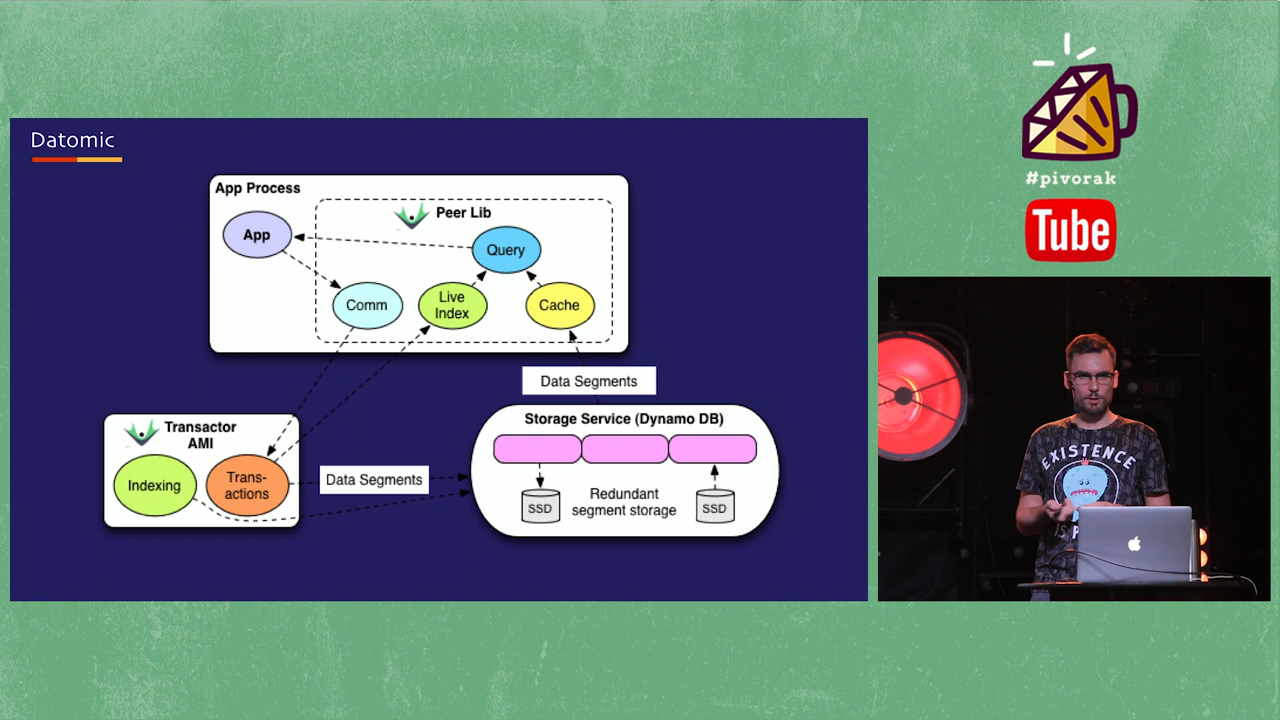 Datomic
App Process
Peer Lib
App
Query
Comm
Live
Index
Cache
Data Segments
Transactor
AMI
Indexing
Trans-
actions
Data Segments
Storage Service (Dynamo DB)
SSD
Redundant
segment storage
SSD
#pivorak
Tube
EXISTENCE
IS P